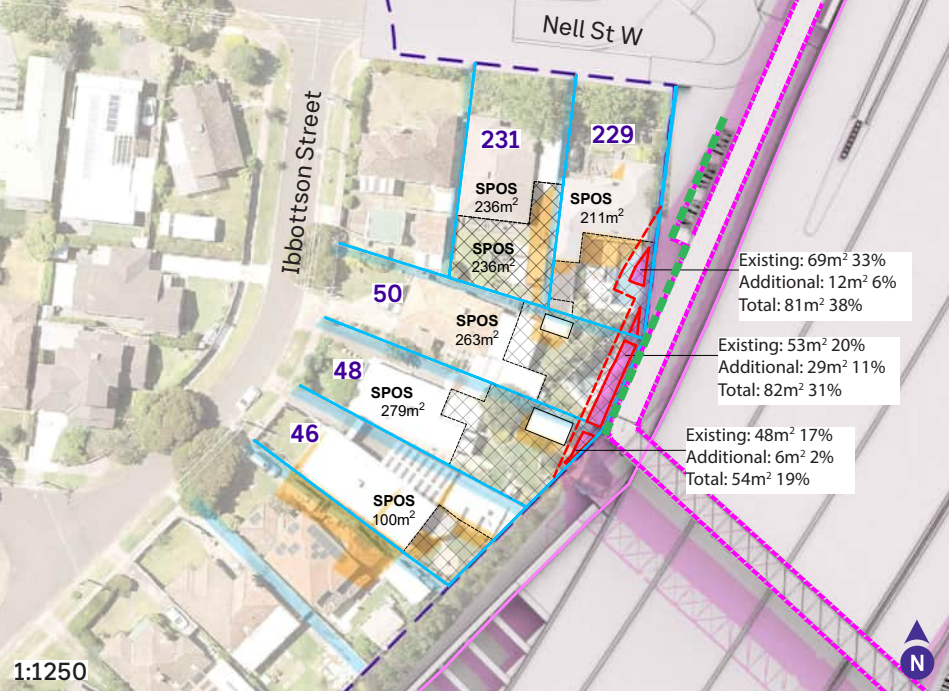 Nell St W
Ibbottson Street
231
229
SPOS
236m²
SPOS
211m²
SPOS
236m²
Existing: 69m² 33%
Additional: 12m² 6%
Total: 81m² 38%
50
SPOS
263m²
Existing: 53m² 20%
Additional: 29m² 11%
Total: 82m² 31%
48
SPOS
279m²
46
Existing: 48m² 17%
Additional: 6m² 2%
Total: 54m² 19%
SPOS
100m²
1:1250
N